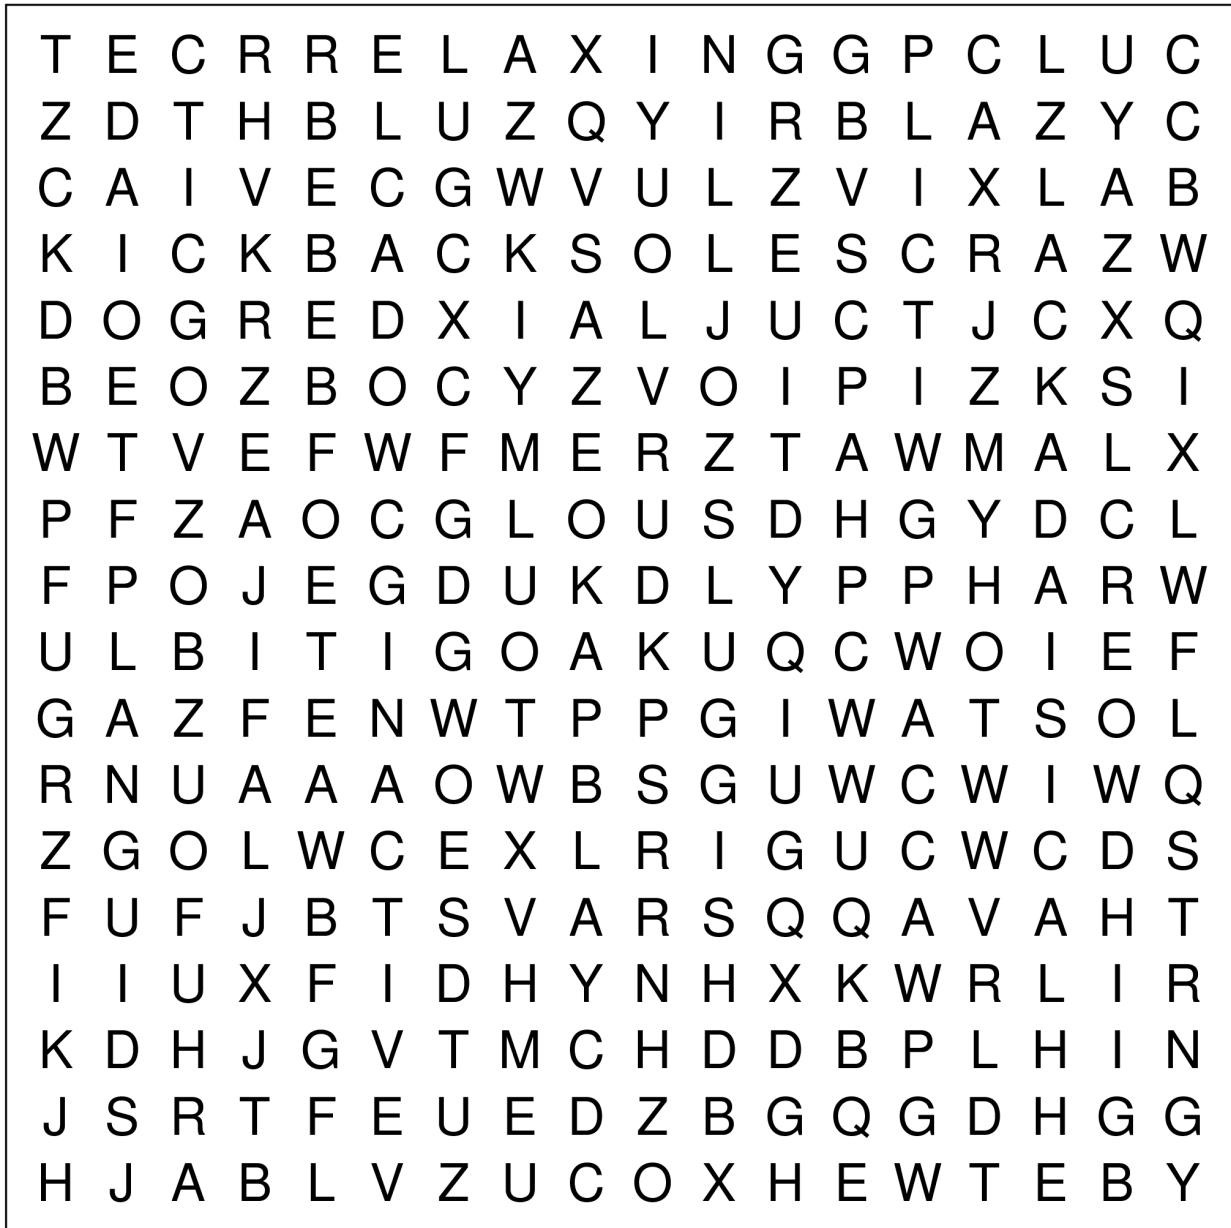 T E C R R E L A X I N G G P C L U C
Z D T H B L U Z Q Y I R B L A Z Y C
C A I V E C G W V U L Z V I X L A B
K I C K B A C K S O L E S C R A Z W
D O G R E D X I A L J U C T J C X Q
B E O Z B O C Y Z V O I P I Z K S I
W T V E F W F M E R Z T A W M A L X
P F Z A O C G L O U S D H G Y D C L
F P O J E G D U K D L Y P P H A R W
U L B I T I G O A K U Q C W O I E F
G A Z F E N W T P P G I W A T S O L
R N U A A A O W B S G U W C W I W Q
Z G O L W C E X L R I G U C W C D S
F U F J B T S V A R S Q Q A V A H T
I I U X F I D H Y N H X K W R L I R
K D H J G V T M C H D D B P L H I N
J S R T F E U E D Z B G Q G D H G G
H J A B L V Z U C O X H E W T E B Y